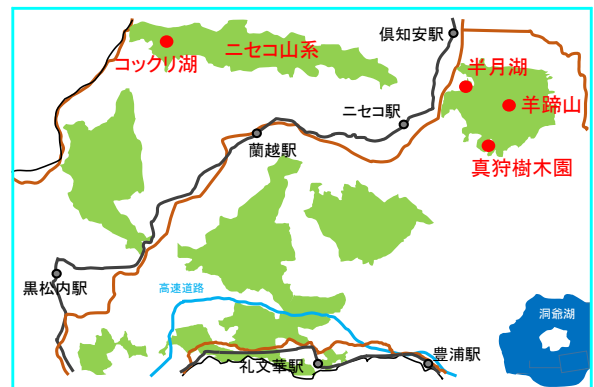 倶知安駅
ニセコ山系
コックリ湖
半月湖
羊蹄山
ニセコ駅
蘭越駅
真狩樹木園
黒松内駅
高速道路
洞爺湖
豊浦駅
礼文華駅